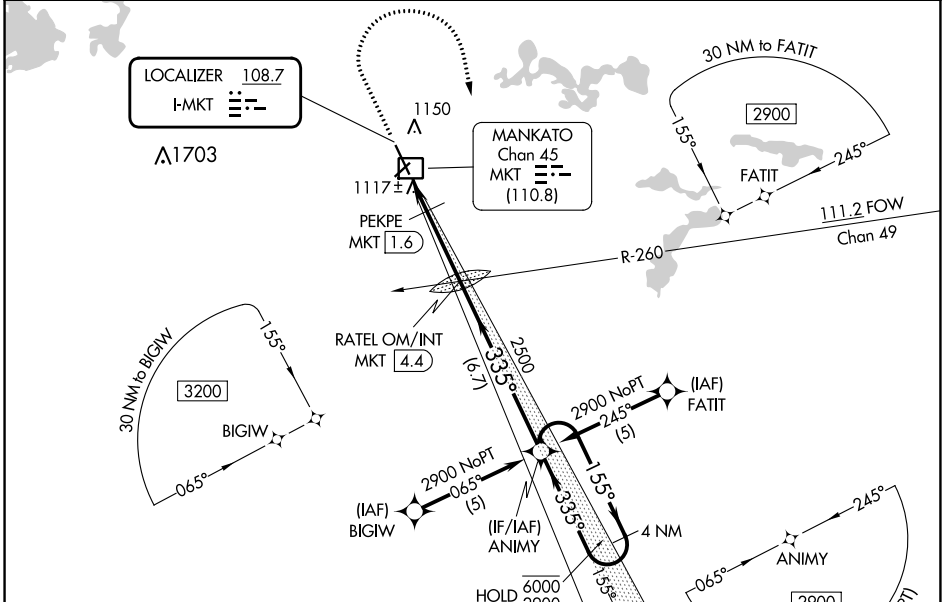 LOCALIZER 108.7
I-MKT
1703
1150
MANKATO
Chan 45
MKT
(110.8)
1117±
PEKPE
MKT 1.6
30 NM to FATIT
2900
155°
245°
FATIT
111.2 FOW
Chan 49
R-260
RATEL OM/INT
MKT 4.4
335°
2500
(6.7)
30 NM to BIGIW
155°
3200
BIGIW
065°
2900 NoPT
245°
(5)
(IAF)
FATIT
2900 NoPT
065°
(5)
(IAF)
BIGIW
(IF/IAF)
ANIMY
335°
155°
4 NM
155°
HOLD 6000
245°
ANIMY
065°
2900